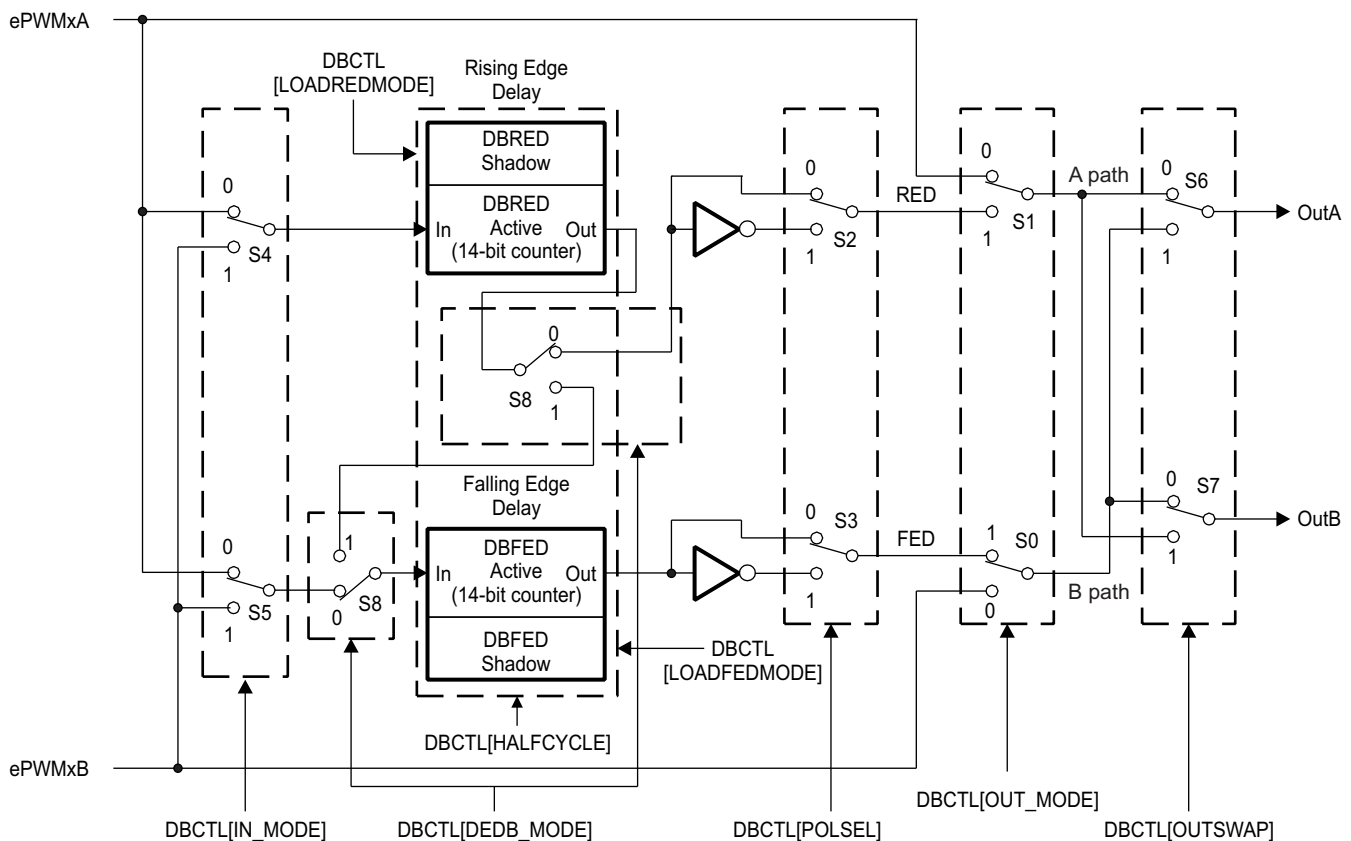 ePWMxA
DBCTL
[LOADREDMODE]
Rising Edge
Delay
DBRED
Shadow
DBRED
Active
(14-bit counter)
In
Out
0
S4
1
0
S8
1
0
S2
1
RED
0
S1
1
A path
0
S6
1
OutA
Falling Edge
Delay
0
S5
1
1
S8
0
In
DBFED
Active
(14-bit counter)
Out
DBFED
Shadow
DBCTL
[LOADFEDMODE]
0
S3
1
FED
1
S0
0
B path
0
S7
1
OutB
DBCTL[HALFCYCLE]
ePWMxB
DBCTL[IN_MODE]
DBCTL[DEDB_MODE]
DBCTL[POLSEL]
DBCTL[OUT_MODE]
DBCTL[OUTSWAP]